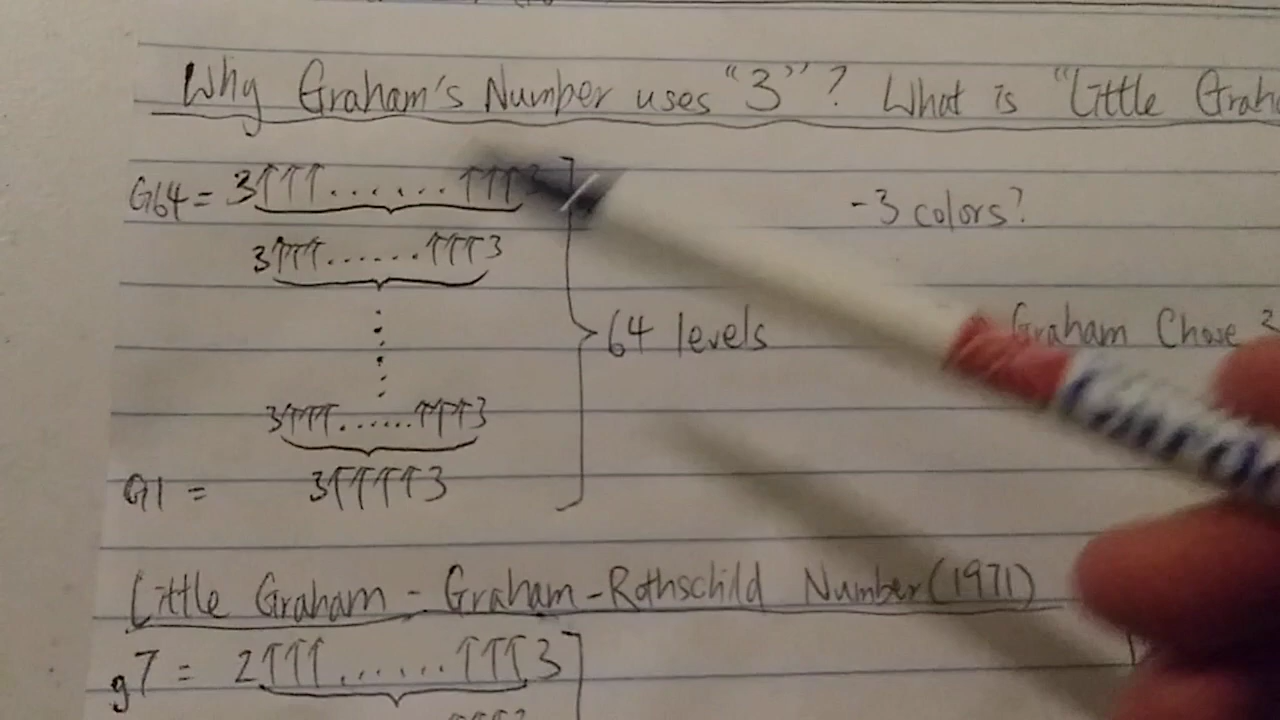 Why Graham's Number uses "3"? What is "Little Grah
G64 = 3↑↑↑.......↑↑↑3
- 3 colors?
3↑↑↑.......↑↑↑3
64 levels
Graham Chose
3↑↑↑......↑↑↑3
G1 = 3↑↑↑↑3
Little Graham - Graham-Rothschild Number (1971)
g7 = 2↑↑↑......↑↑↑3